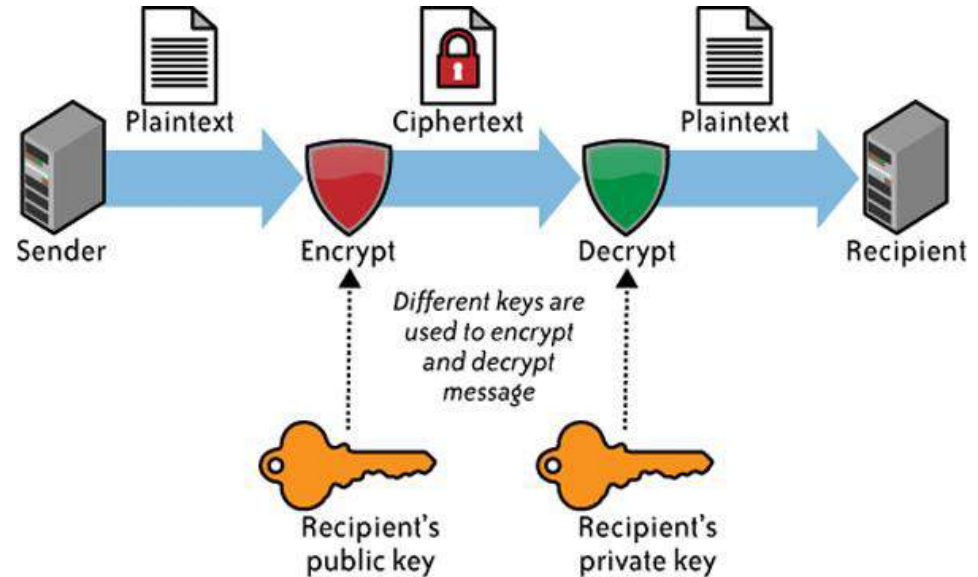 Plaintext
Ciphertext
Plaintext
Sender
Encrypt
Decrypt
Recipient
Different keys are
used to encrypt
and decrypt
message
Recipient's
public key
Recipient's
private key